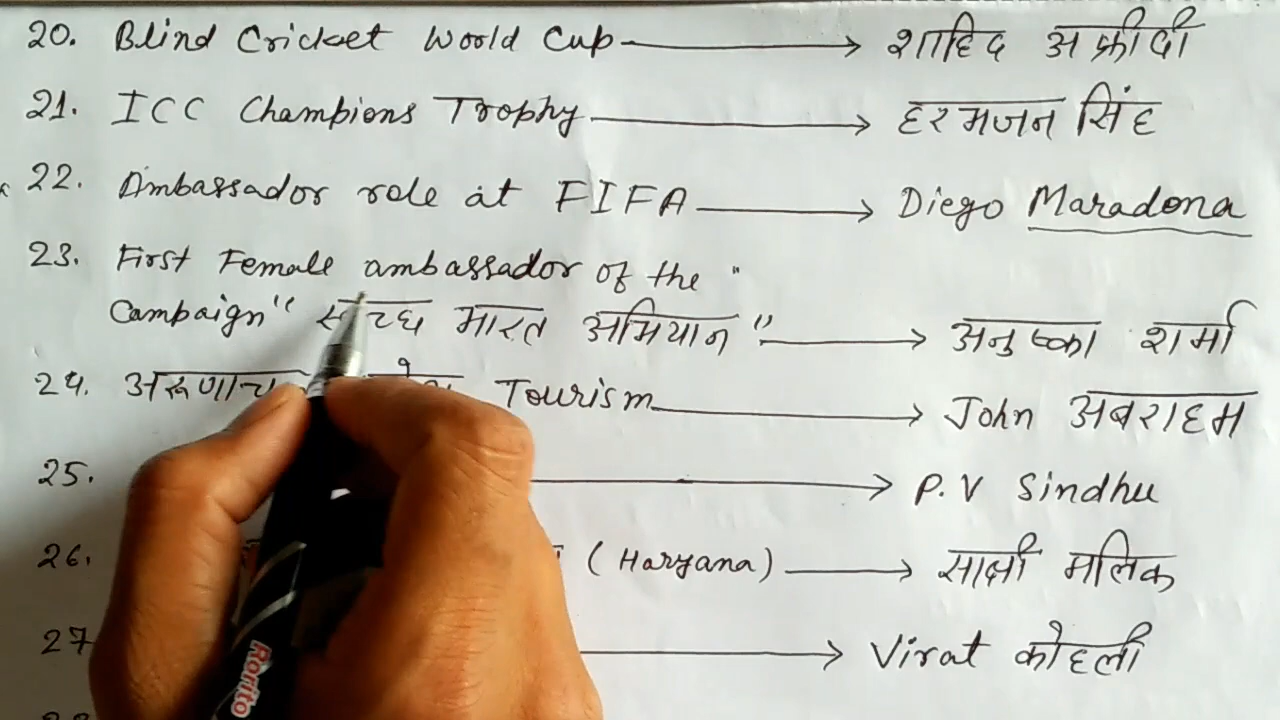 20. Blind Cricket World Cup → शाहिद अफ्रीदी
21. ICC Champions Trophy → हरभजन सिंह
22. Ambassador role at FIFA → Diego Maradona
23. First Female ambassador of the "
Campaign" स्वच्छ भारत अभियान" → अनुष्का शर्मा
24. Tourism → John अबराहम
25. → P.V Sindhu
26. (Haryana) → साक्षी मलिक
27 → Virat कोहली
Rorito